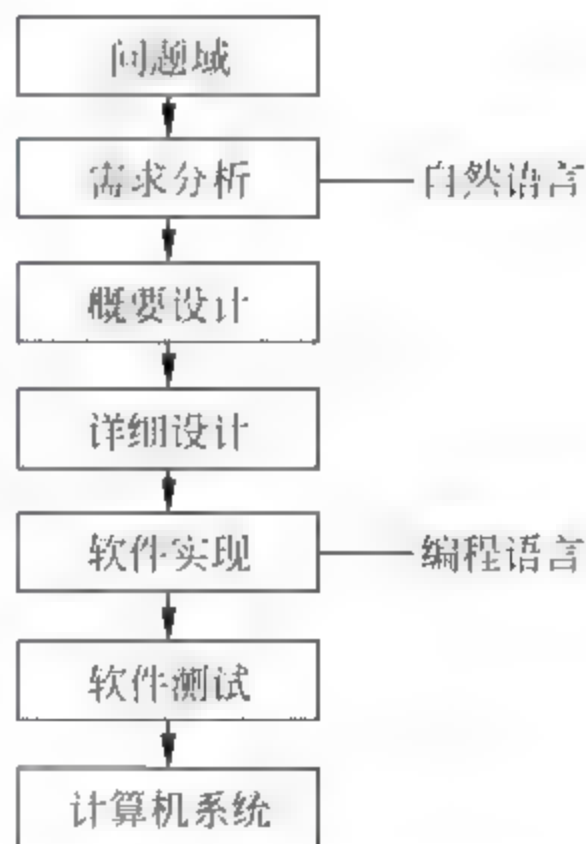 问题域
需求分析
自然语言
概要设计
详细设计
软件实现
编程语言
软件测试
计算机系统